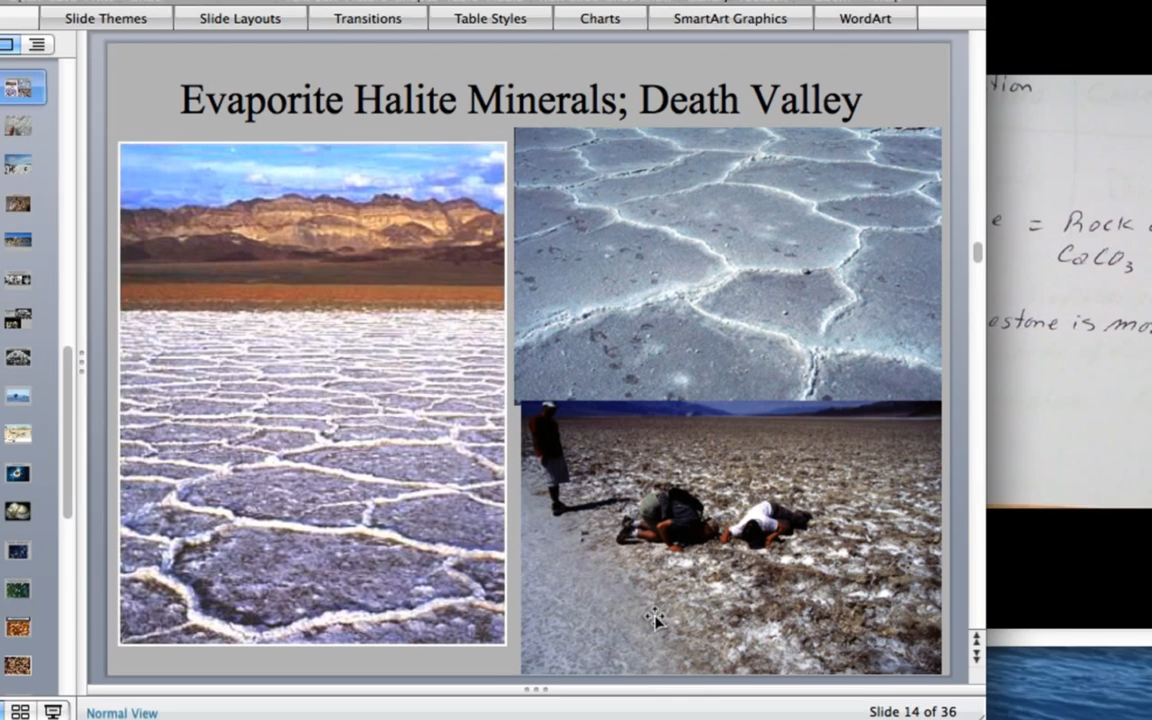 Slide Themes
Slide Layouts
Transitions
Table Styles
Charts
SmartArt Graphics
WordArt
Evaporite Halite Minerals; Death Valley
tion
e = Rock
CaCO3
estone is mo
Normal View
Slide 14 of 36